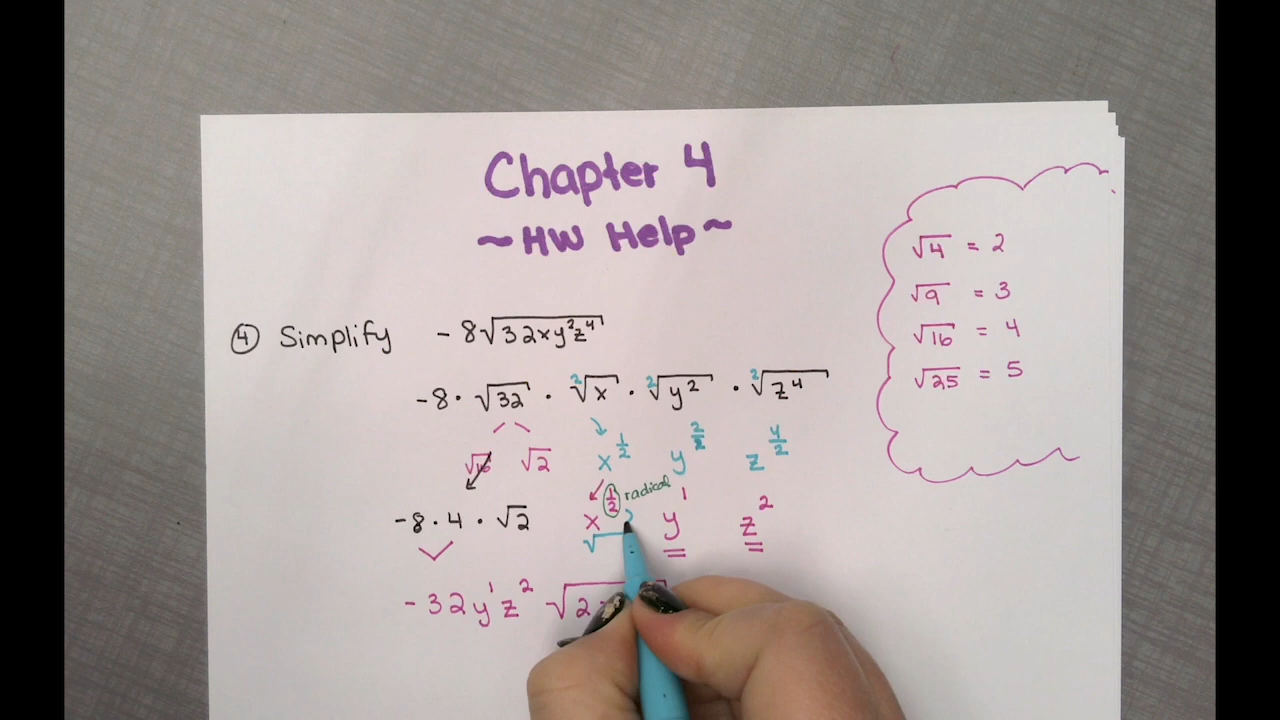 Chapter 4
~HW Help~
④ Simplify -8√32xy²z⁴
-8 · √32 · ²√x · ²√y² · ²√z⁴
√16 √2 x^1/2 y^2/2 z^4/2
-8 · 4 · √2 x^1/2 radical y¹ z²
-32y¹z² √2
√4 = 2
√9 = 3
√16 = 4
√25 = 5